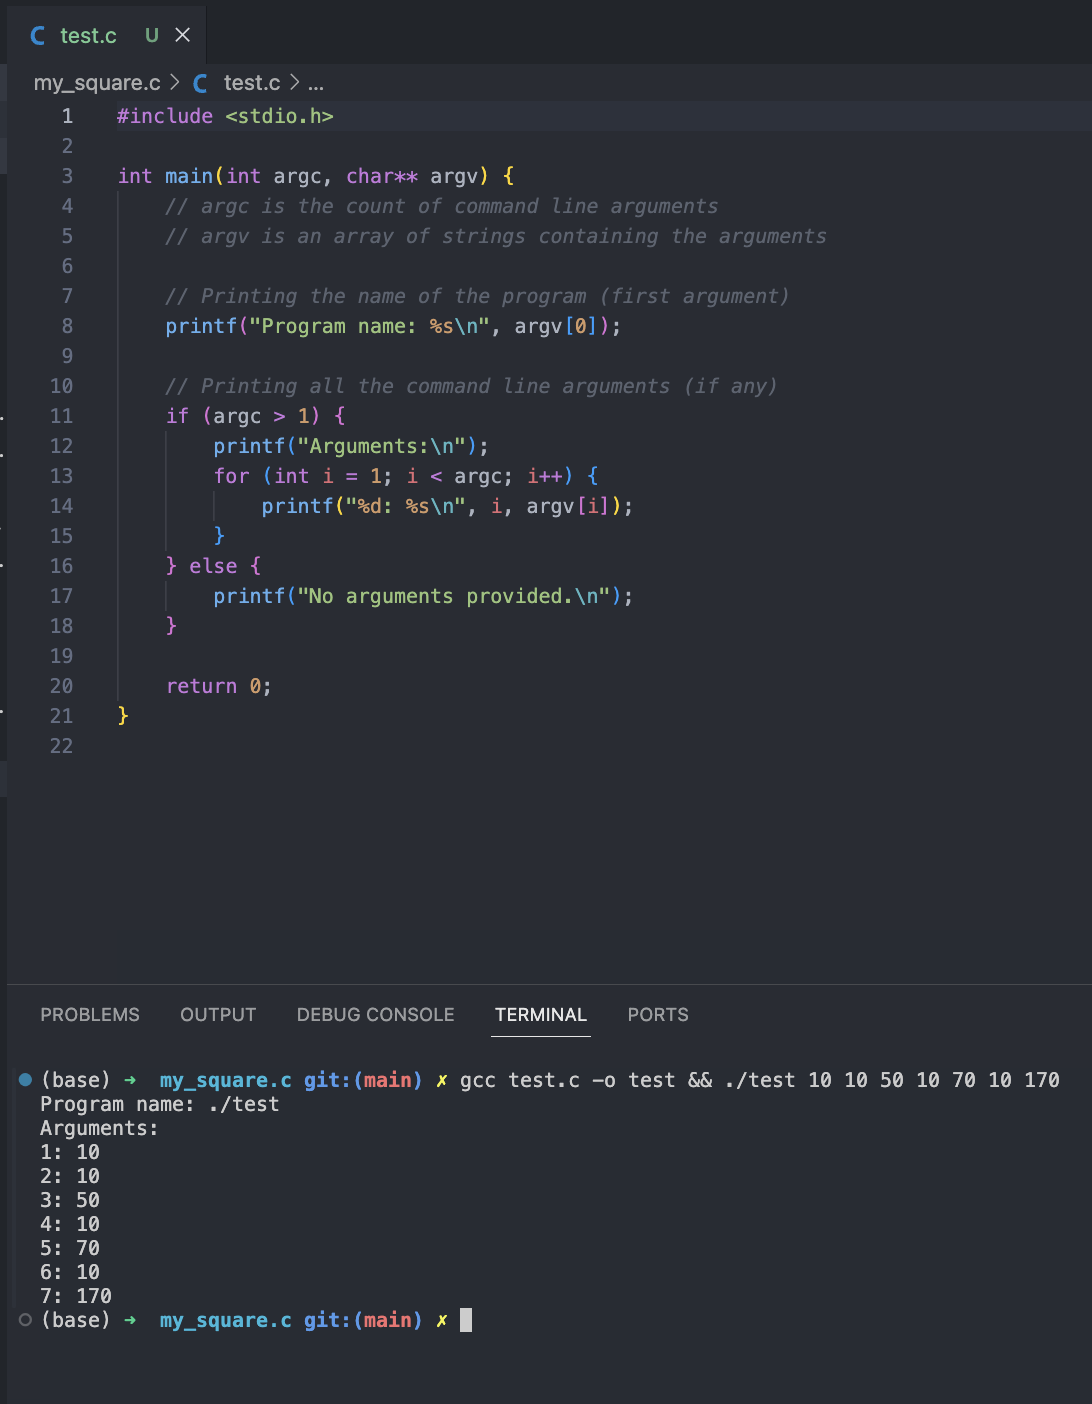 C test.c U ×
my_square.c > C test.c > ...
1 #include <stdio.h>
2
3 int main(int argc, char** argv) {
4     // argc is the count of command line arguments
5     // argv is an array of strings containing the arguments
6
7     // Printing the name of the program (first argument)
8     printf("Program name: %s\n", argv[0]);
9
10     // Printing all the command line arguments (if any)
11     if (argc > 1) {
12         printf("Arguments:\n");
13         for (int i = 1; i < argc; i++) {
14             printf("%d: %s\n", i, argv[i]);
15         }
16     } else {
17         printf("No arguments provided.\n");
18     }
19
20     return 0;
21 }
22
PROBLEMS OUTPUT DEBUG CONSOLE TERMINAL PORTS
(base) ➜ my_square.c git:(main) ✗ gcc test.c -o test && ./test 10 10 50 10 70 10 170
Program name: ./test
Arguments:
1: 10
2: 10
3: 50
4: 10
5: 70
6: 10
7: 170
(base) ➜ my_square.c git:(main) ✗